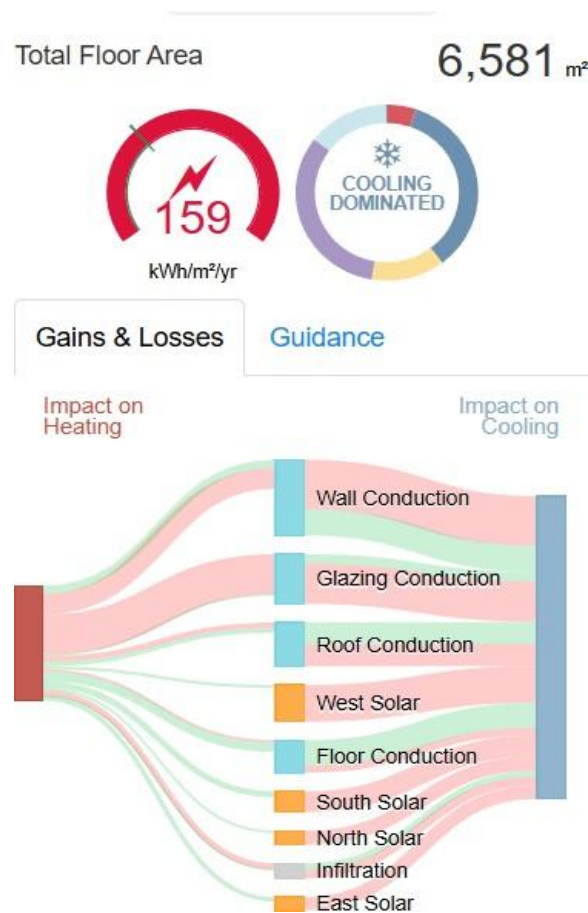 Total Floor Area
6,581 m²
159
kWh/m²/yr
COOLING
DOMINATED
Gains & Losses
Guidance
Impact on
Heating
Impact on
Cooling
Wall Conduction
Glazing Conduction
Roof Conduction
West Solar
Floor Conduction
South Solar
North Solar
Infiltration
East Solar